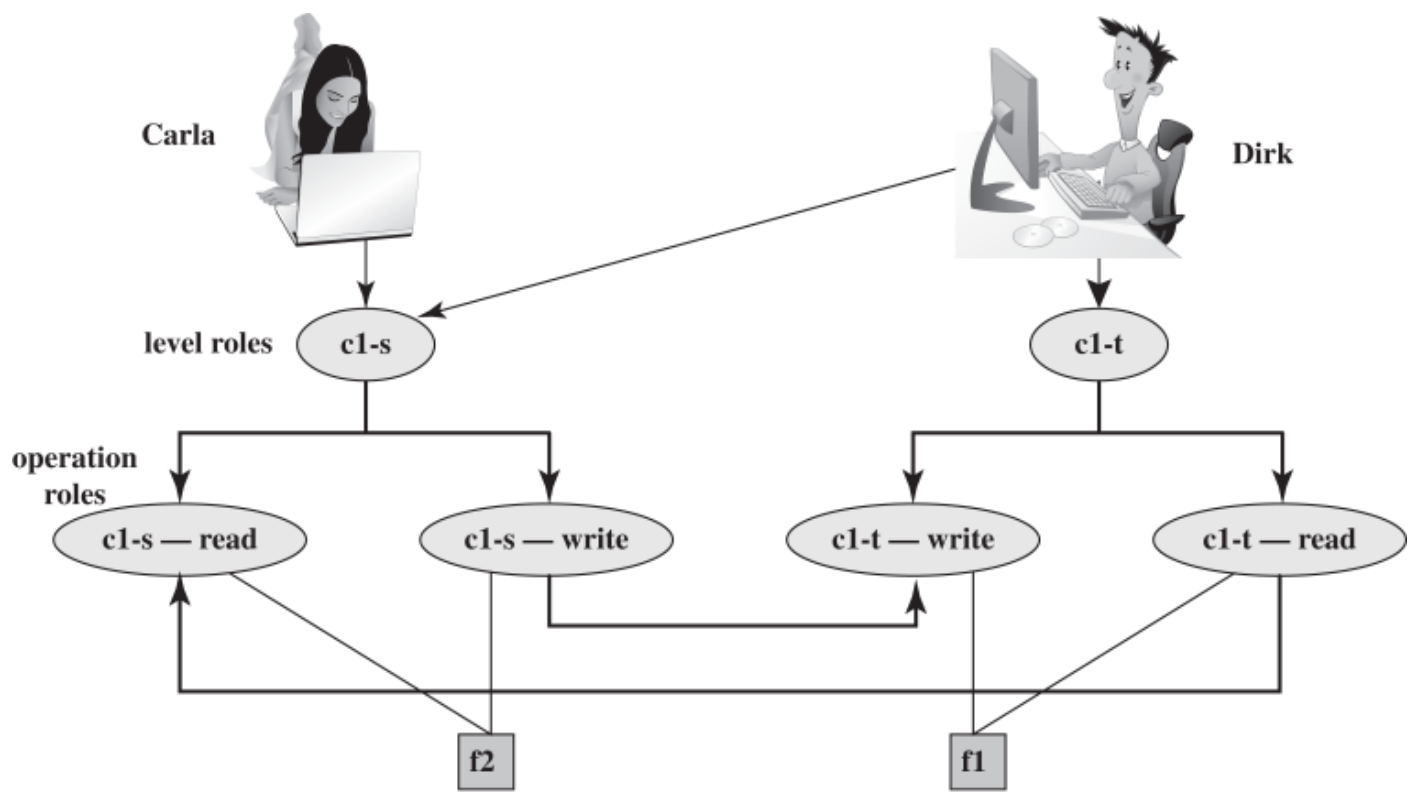 Carla
Dirk
level roles
c1-s
c1-t
operation
roles
c1-s — read
c1-s — write
c1-t — write
c1-t — read
f2
f1